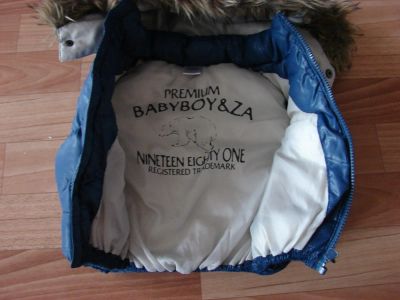 PREMIUM
BABYBOY&ZA
NINETEEN EIGHTY ONE
REGISTERED TRADEMARK